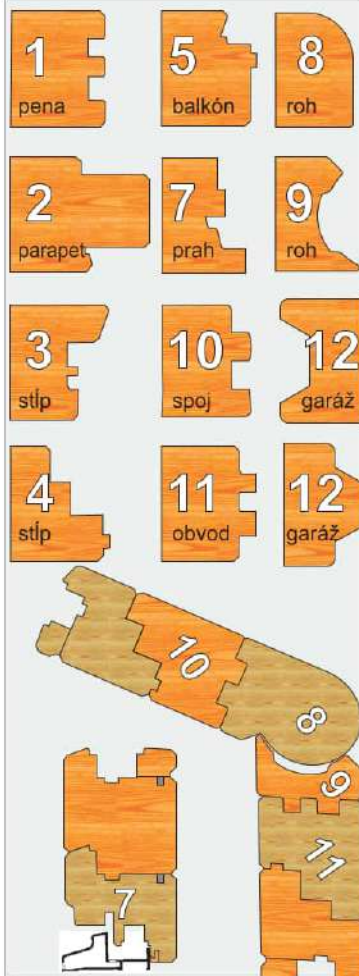 1 5 8
pena balkón roh
2 7 9
parapet prah roh
3 10 12
stĺp spoj garáž
4 11 12
stĺp obvod garáž
10
8
9
11
7